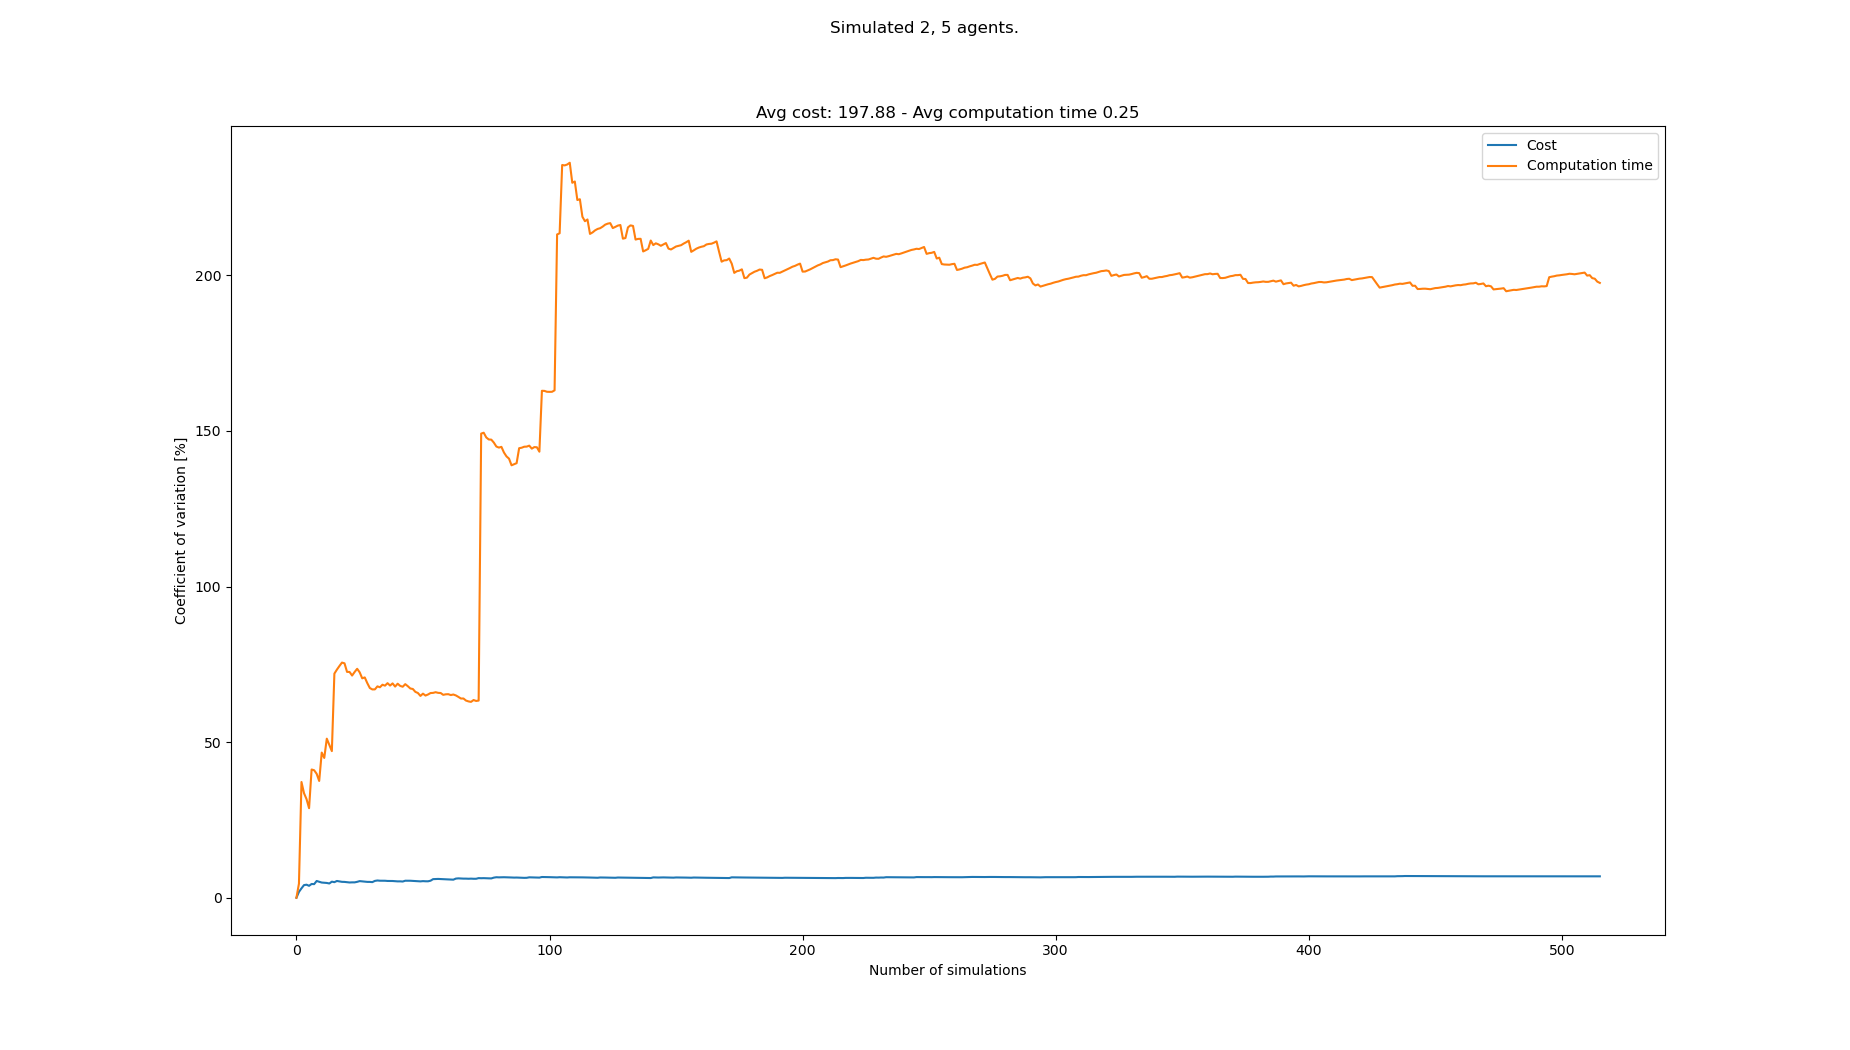 Simulated 2, 5 agents.
Avg cost: 197.88 - Avg computation time 0.25
Cost
Computation time
Coefficient of variation [%]
200
150
100
50
0
0 100 200 300 400 500
Number of simulations